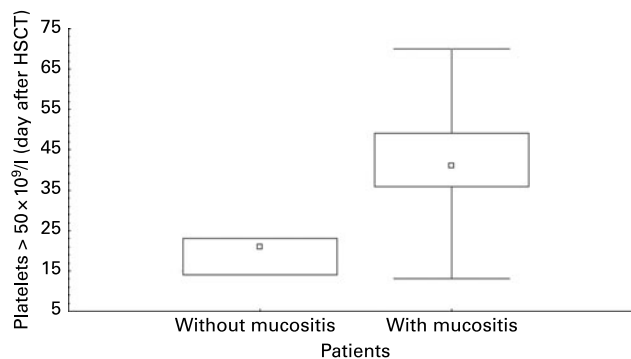 Platelets > 50 × 10⁹/l (day after HSCT)
75
65
55
45
35
25
15
5
Without mucositis With mucositis
Patients